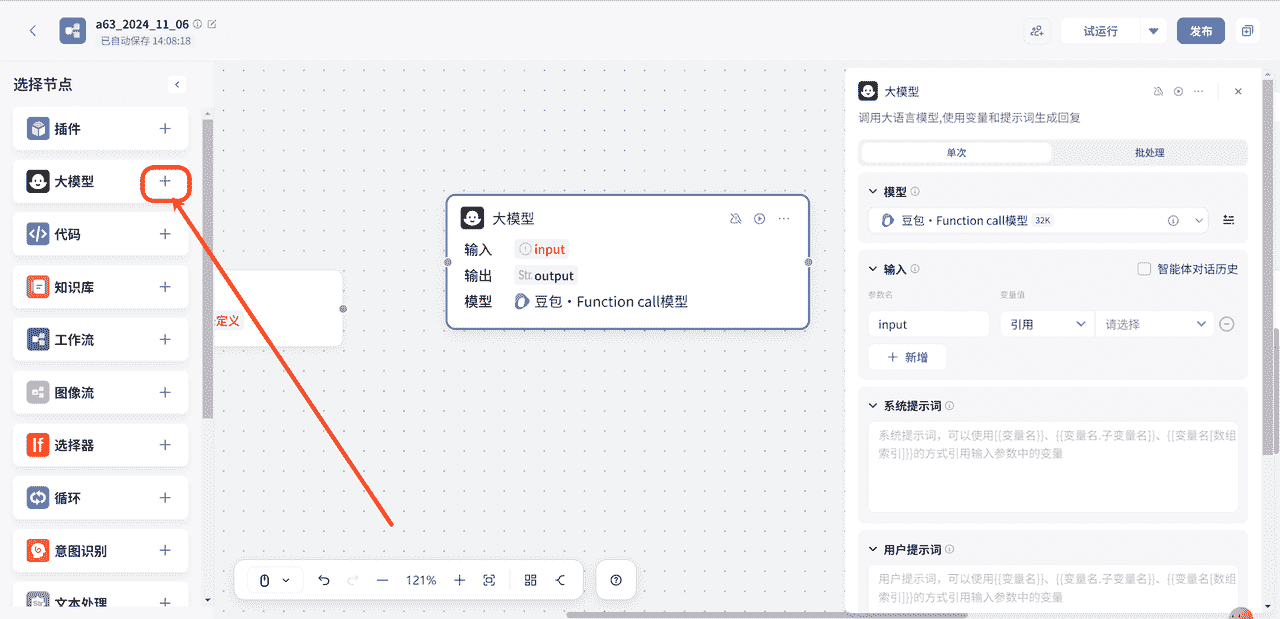 a63_2024_11_06
已自动保存 14:08:18
试运行
发布
选择节点
插件
大模型
代码
知识库
工作流
图像流
选择器
循环
意图识别
文本处理
定义
大模型
输入 input
输出 Str. output
模型 豆包・Function call模型
121%
大模型
调用大语言模型,使用变量和提示词生成回复
单次 批处理
模型
豆包・Function call模型 32K
输入 智能体对话历史
参数名 变量值
input 引用 请选择
新增
系统提示词
系统提示词，可以使用{{变量名}}、{{变量名.子变量名}}、{{变量名[数组
索引]}}的方式引用输入参数中的变量
用户提示词
用户提示词，可以使用{{变量名}}、{{变量名.子变量名}}、{{变量名[数组
索引]}}的方式引用输入参数中的变量